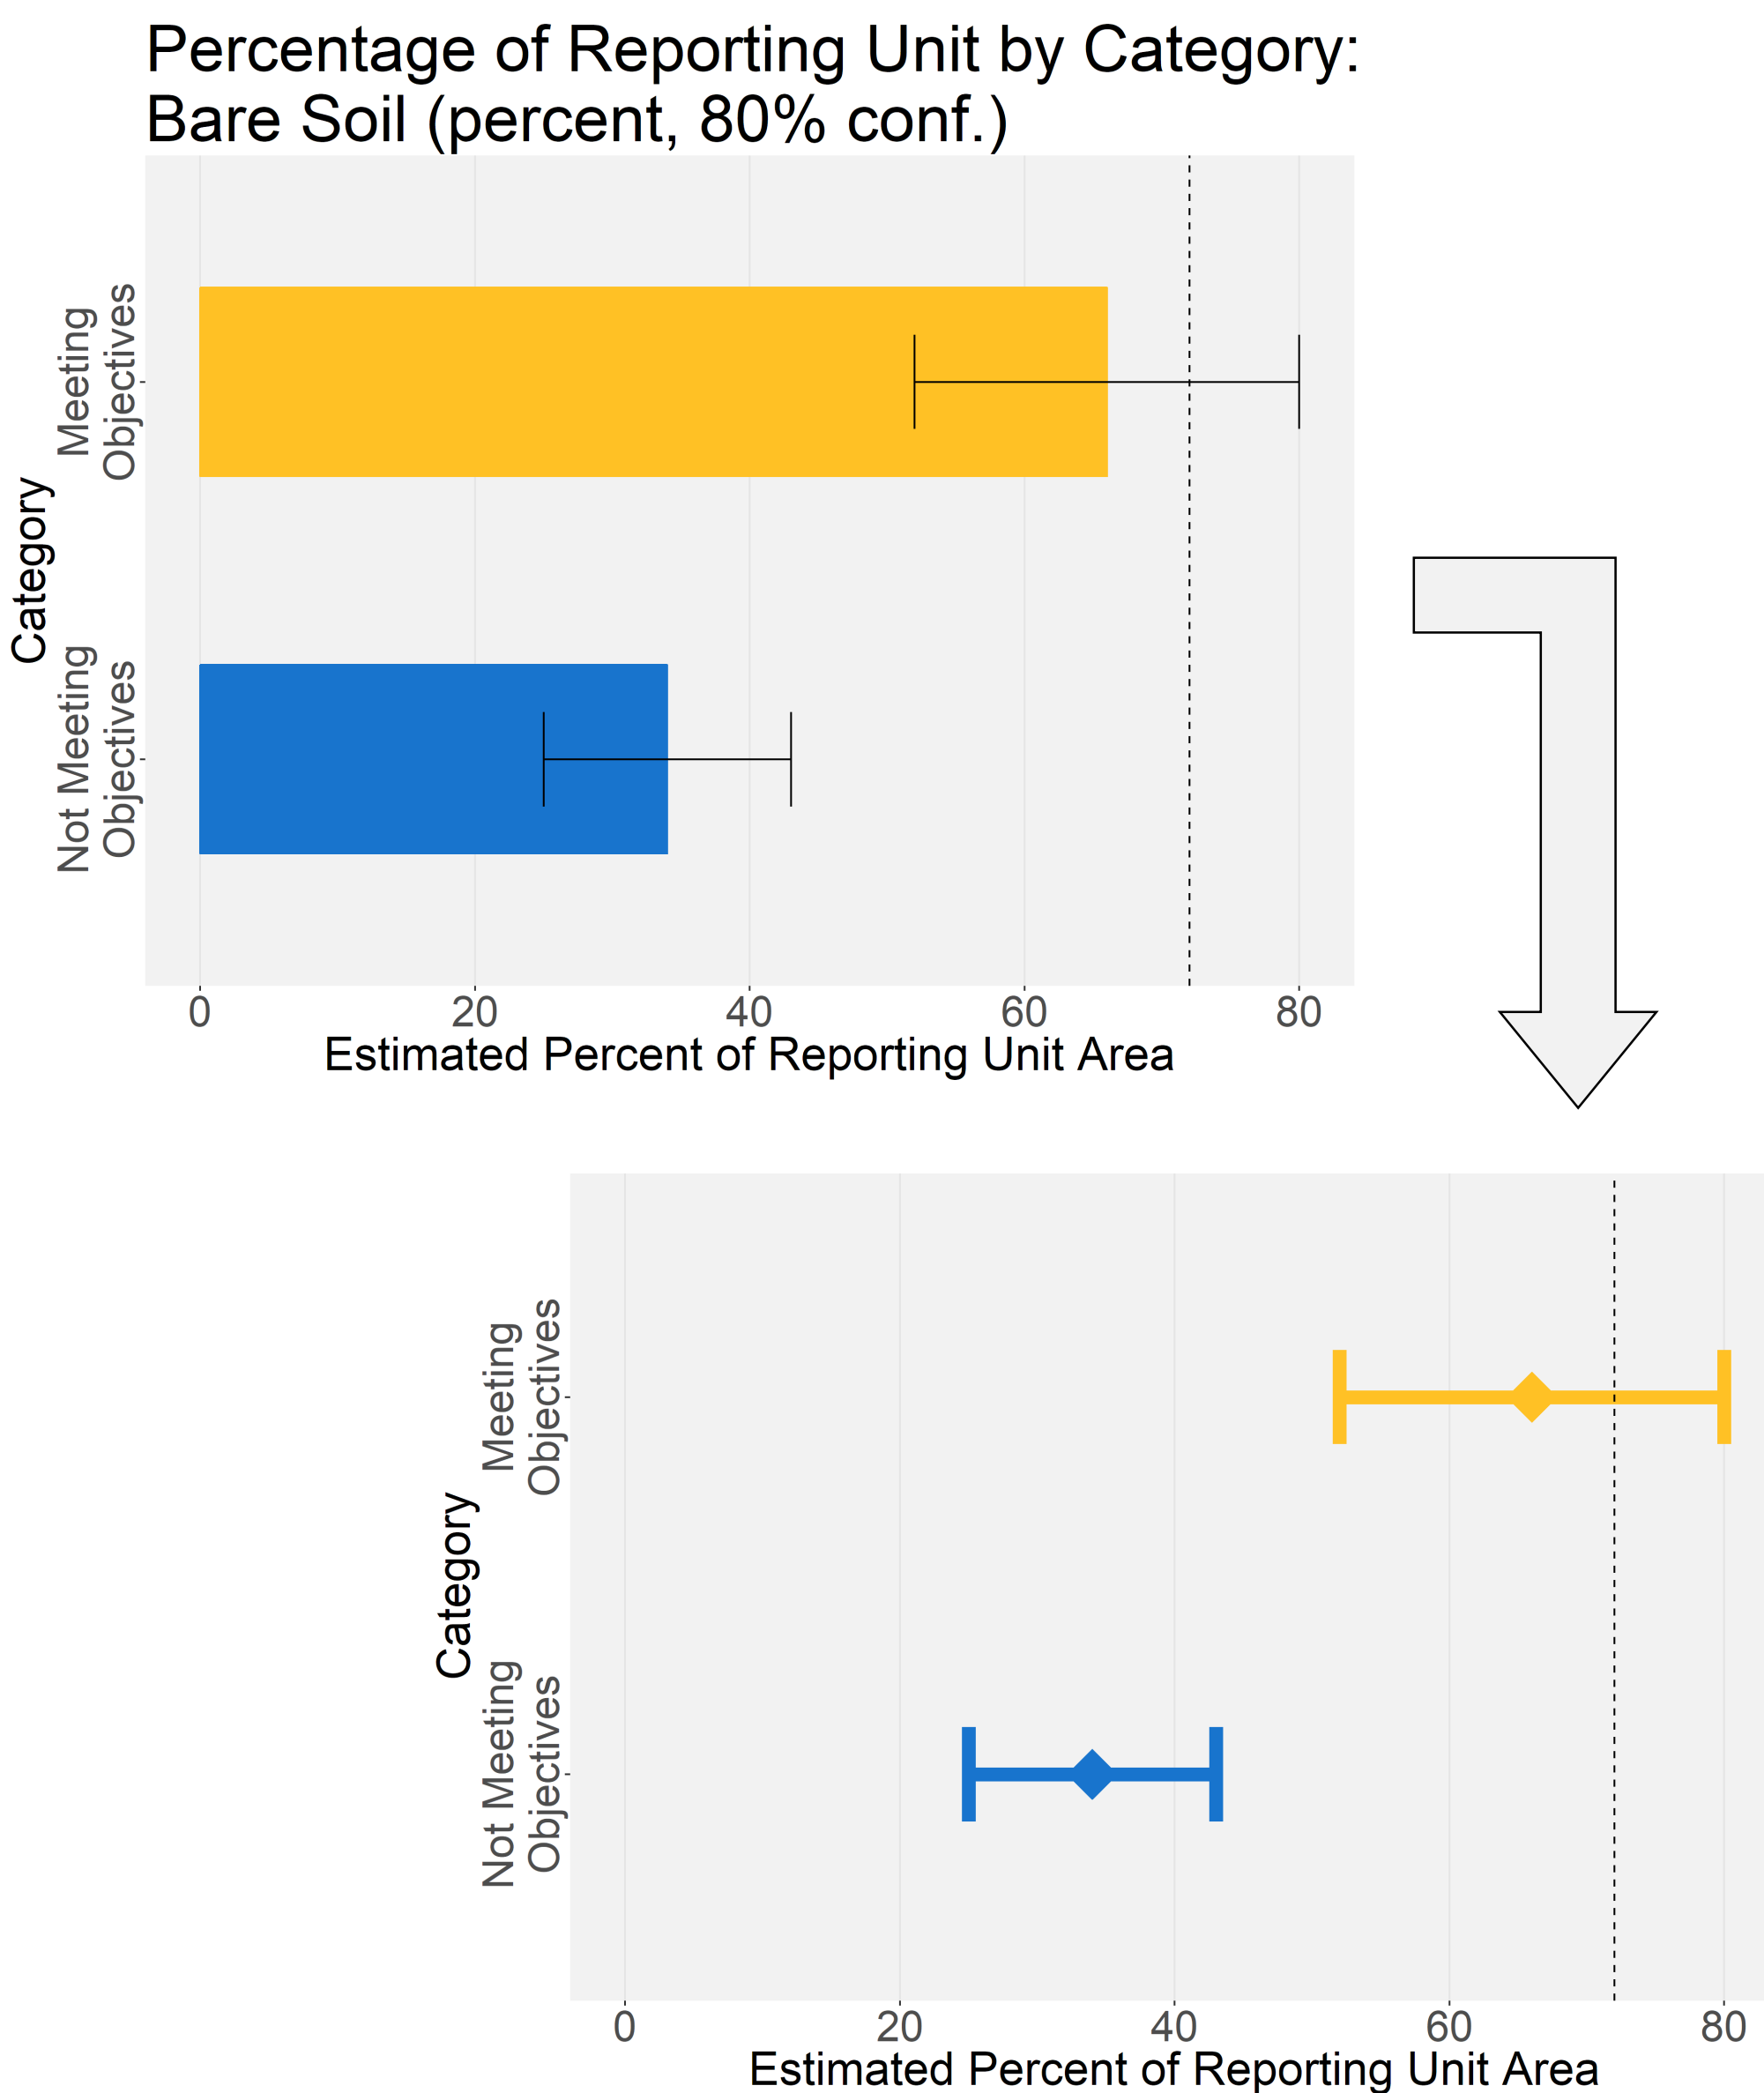 Percentage of Reporting Unit by Category:
Bare Soil (percent, 80% conf.)
Category
Meeting
Objectives
Not Meeting
Objectives
0 20 40 60 80
Estimated Percent of Reporting Unit Area
Category
Meeting
Objectives
Not Meeting
Objectives
0 20 40 60 80
Estimated Percent of Reporting Unit Area